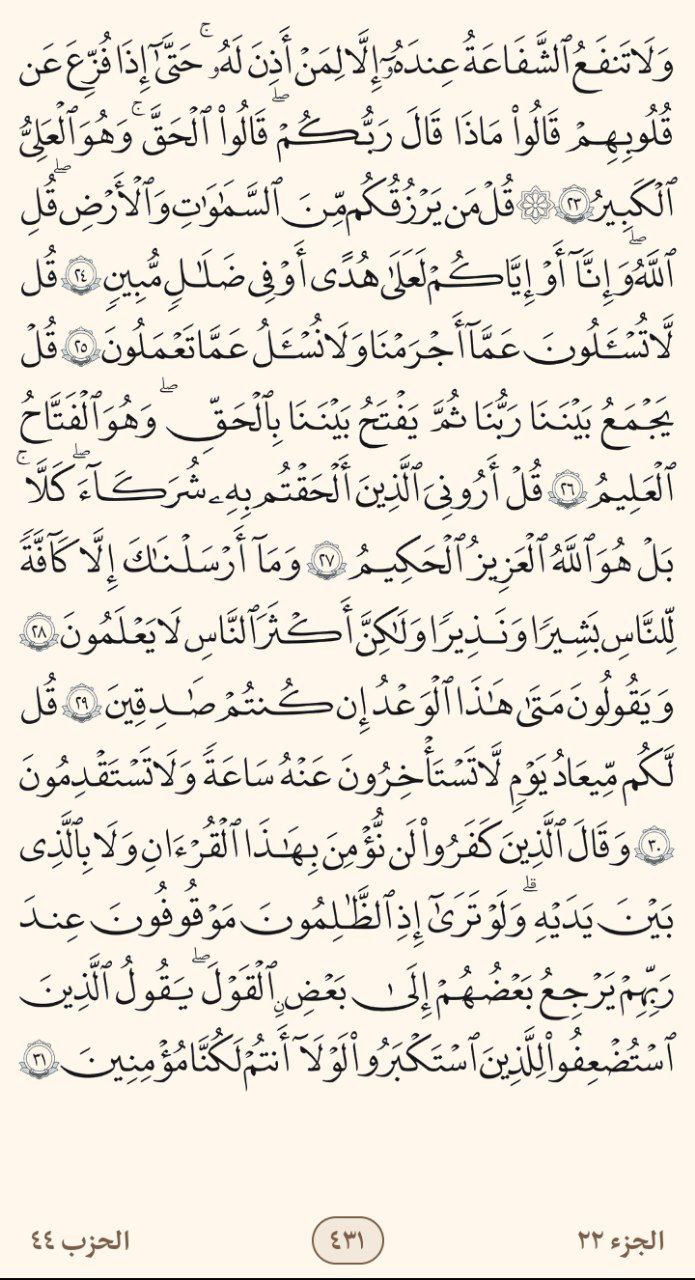 وَلَا تَنفَعُ ٱلشَّفَٰعَةُ عِندَهُۥٓ إِلَّا لِمَنْ أَذِنَ لَهُۥۚ حَتَّىٰٓ إِذَا فُزِّعَ عَن
قُلُوبِهِمْ قَالُوا۟ مَاذَا قَالَ رَبُّكُمْۖ قَالُوا۟ ٱلْحَقَّۚ وَهُوَ ٱلْعَلِىُّ
ٱلْكَبِيرُ ٢٣ ۞ قُلْ مَن يَرْزُقُكُم مِّنَ ٱلسَّمَٰوَٰتِ وَٱلْأَرْضِۖ قُلِ
ٱللَّهُۖ وَإِنَّآ أَوْ إِيَّاكُمْ لَعَلَىٰ هُدًى أَوْ فِى ضَلَٰلٍ مُّبِينٍ ٢٤ قُل
لَّا تُسْـَٔلُونَ عَمَّآ أَجْرَمْنَا وَلَا نُسْـَٔلُ عَمَّا تَعْمَلُونَ ٢٥ قُلْ
يَجْمَعُ بَيْنَنَا رَبُّنَا ثُمَّ يَفْتَحُ بَيْنَنَا بِٱلْحَقِّۖ وَهُوَ ٱلْفَتَّاحُ
ٱلْعَلِيمُ ٢٦ قُلْ أَرُونِىَ ٱلَّذِينَ أَلْحَقْتُم بِهِۦ شُرَكَآءَۖ كَلَّاۚ
بَلْ هُوَ ٱللَّهُ ٱلْعَزِيزُ ٱلْحَكِيمُ ٢٧ وَمَآ أَرْسَلْنَٰكَ إِلَّا كَآفَّةً
لِّلنَّاسِ بَشِيرًا وَنَذِيرًا وَلَٰكِنَّ أَكْثَرَ ٱلنَّاسِ لَا يَعْلَمُونَ ٢٨
وَيَقُولُونَ مَتَىٰ هَٰذَا ٱلْوَعْدُ إِن كُنتُمْ صَٰدِقِينَ ٢٩ قُل
لَّكُم مِّيعَادُ يَوْمٍ لَّا تَسْتَـْٔخِرُونَ عَنْهُ سَاعَةً وَلَا تَسْتَقْدِمُونَ
٣٠ وَقَالَ ٱلَّذِينَ كَفَرُوا۟ لَن نُّؤْمِنَ بِهَٰذَا ٱلْقُرْءَانِ وَلَا بِٱلَّذِى
بَيْنَ يَدَيْهِۗ وَلَوْ تَرَىٰٓ إِذِ ٱلظَّٰلِمُونَ مَوْقُوفُونَ عِندَ
رَبِّهِمْ يَرْجِعُ بَعْضُهُمْ إِلَىٰ بَعْضٍ ٱلْقَوْلَۖ يَقُولُ ٱلَّذِينَ
ٱسْتُضْعِفُوا۟ لِلَّذِينَ ٱسْتَكْبَرُوا۟ لَوْلَآ أَنتُمْ لَكُنَّا مُؤْمِنِينَ ٣١
الجزء ٢٢ ٤٣١ الحزب ٤٤